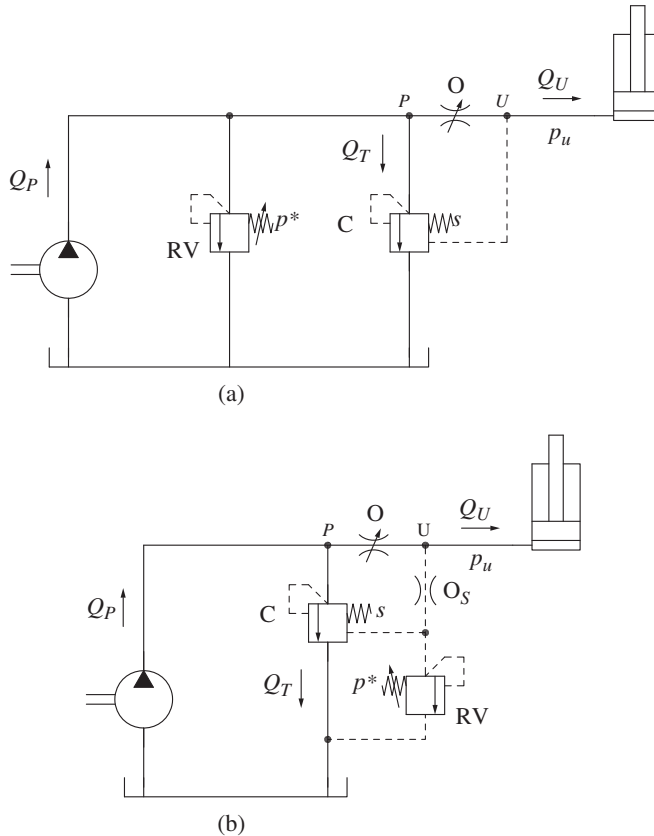 O
P
U
Q_U
p_u
Q_P
Q_T
RV
p*
C
s
(a)
O
P
U
Q_U
p_u
O_S
Q_P
C
s
Q_T
p*
RV
(b)